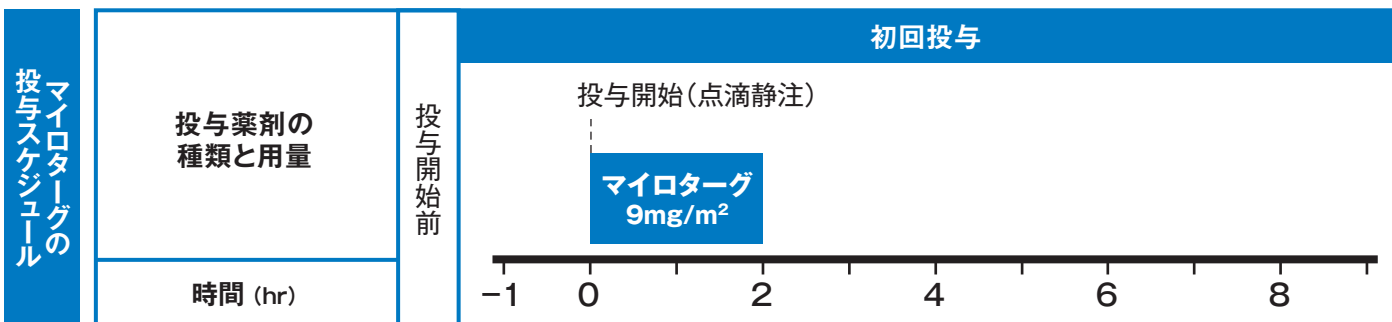 マイロターグの
投与スケジュール
投与薬剤の
種類と用量
投与開始前
初回投与
投与開始（点滴静注）
マイロターグ
9mg/m²
時間 (hr)
−1 0 2 4 6 8